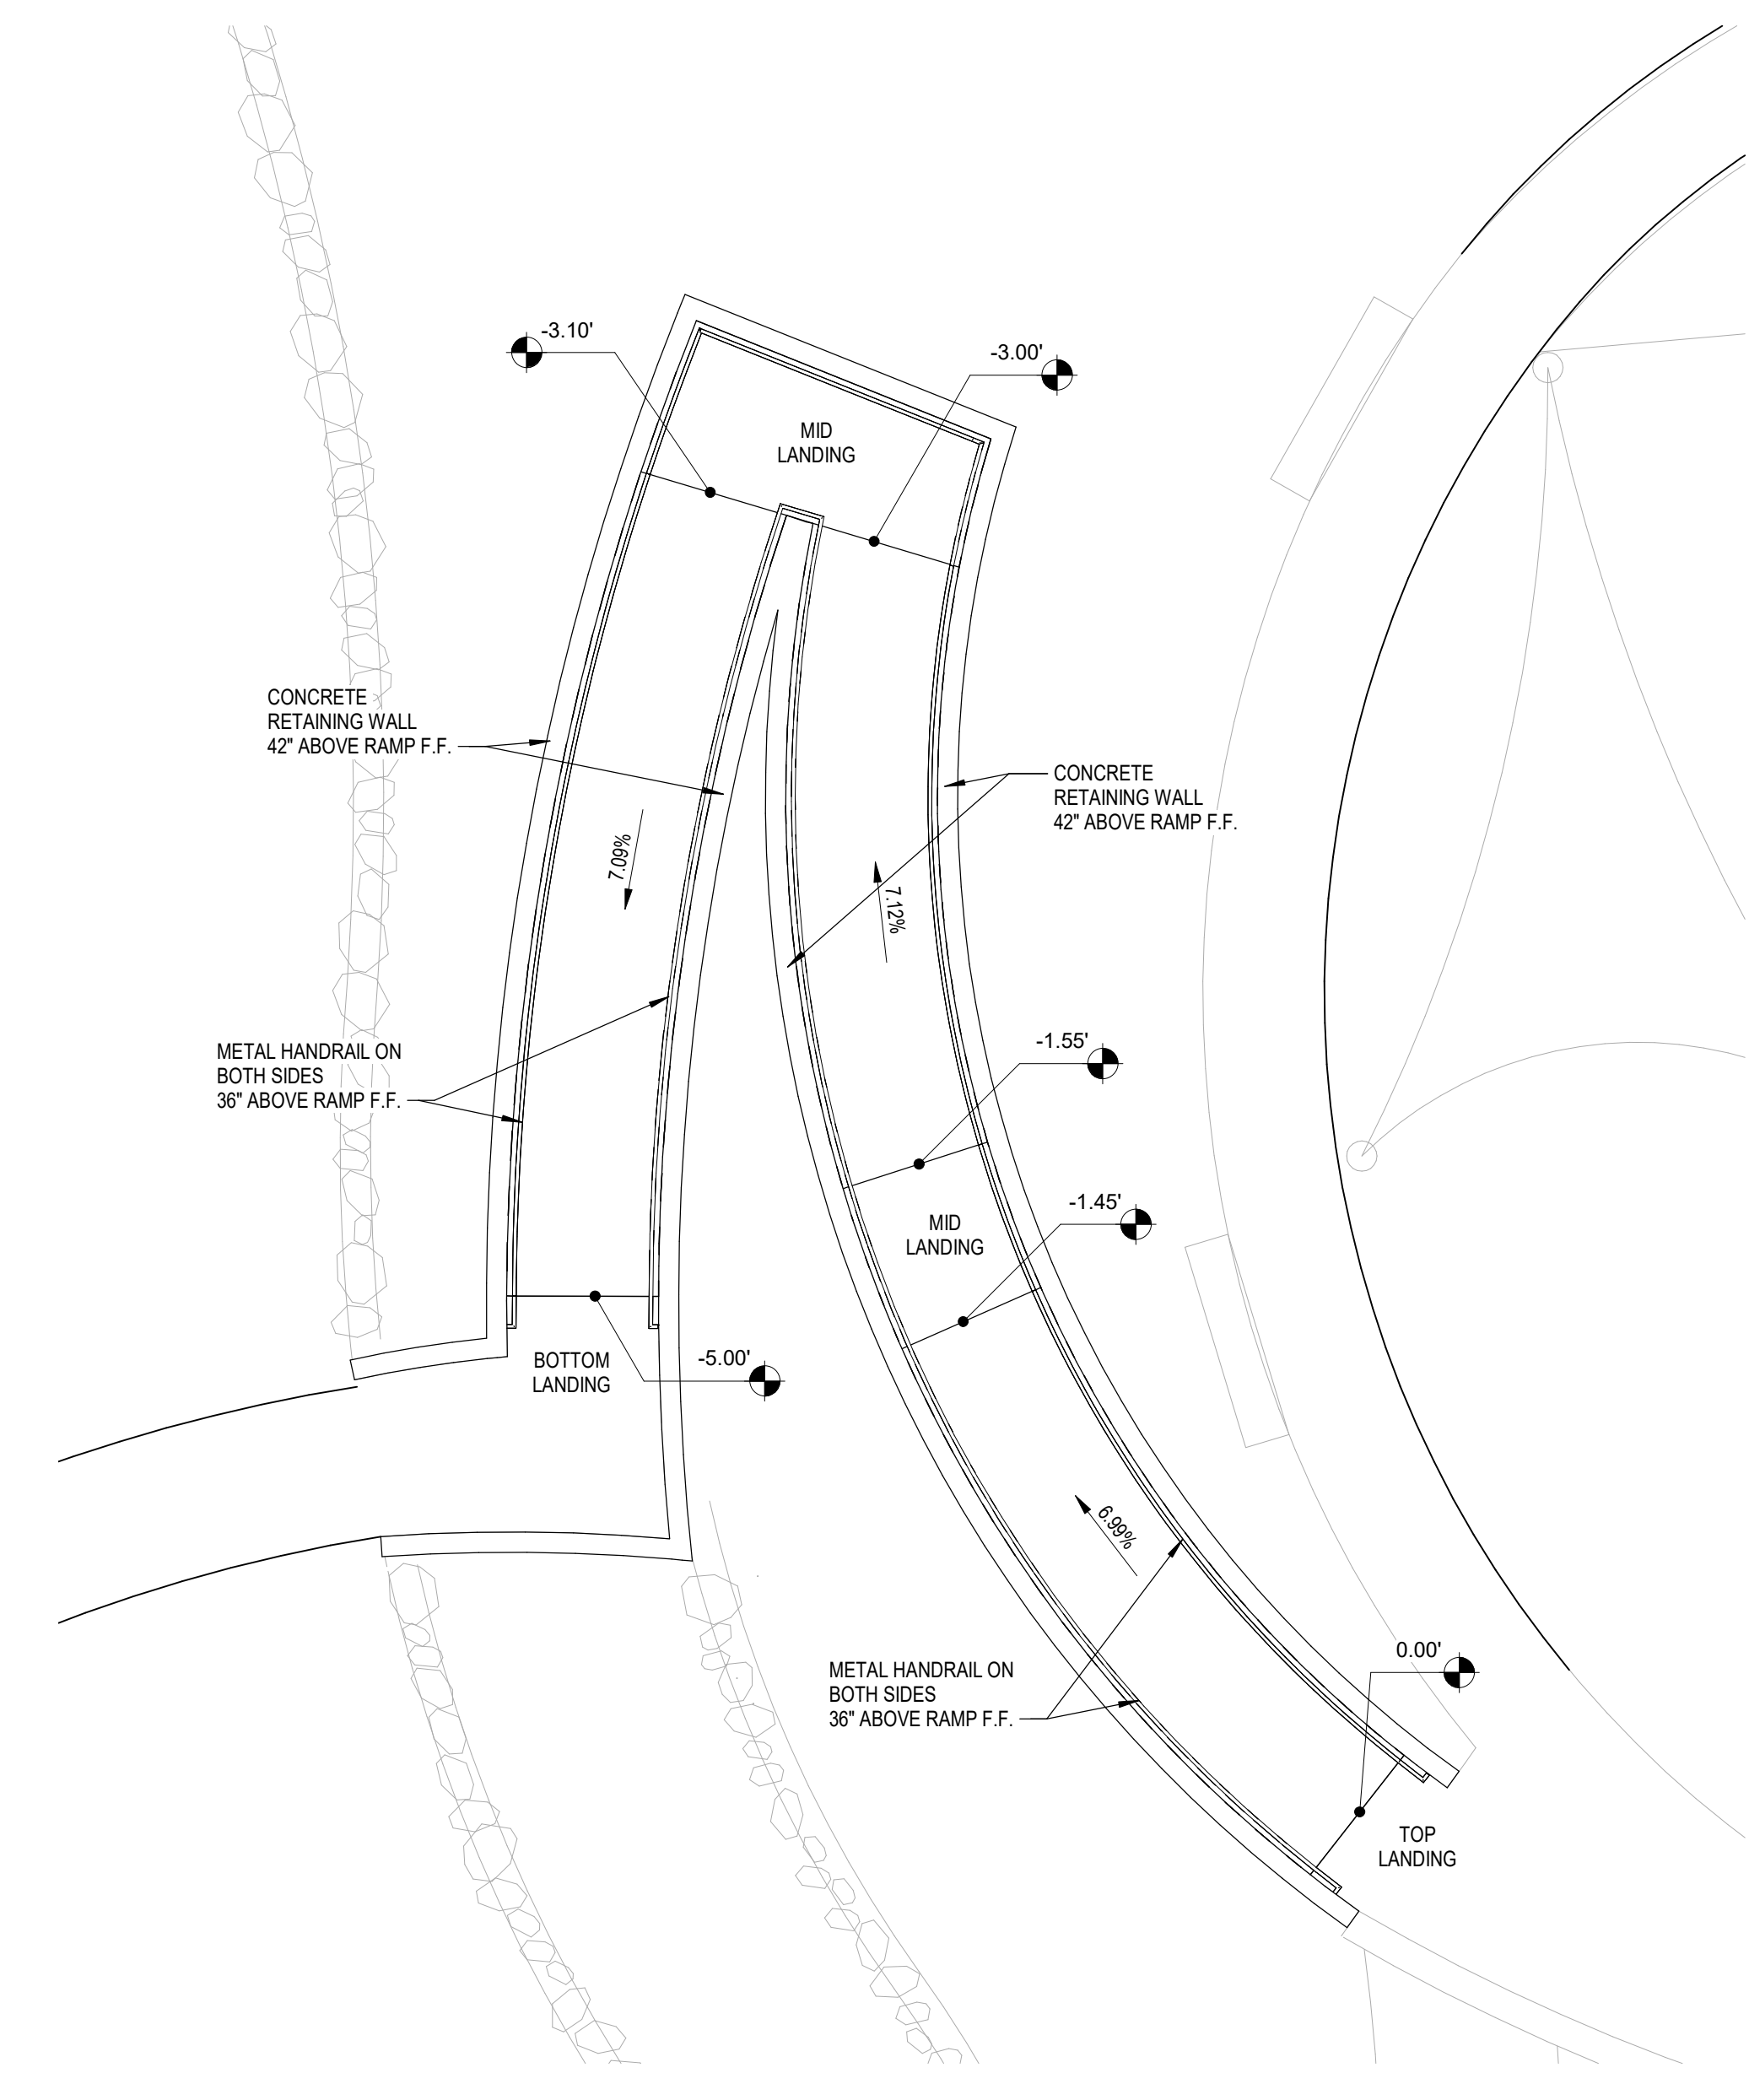 -3.10'
-3.00'
MID
LANDING
CONCRETE
RETAINING WALL
42" ABOVE RAMP F.F.
CONCRETE
RETAINING WALL
42" ABOVE RAMP F.F.
7.09%
7.12%
METAL HANDRAIL ON
BOTH SIDES
36" ABOVE RAMP F.F.
-1.55'
-1.45'
MID
LANDING
BOTTOM
LANDING
-5.00'
6.99%
METAL HANDRAIL ON
BOTH SIDES
36" ABOVE RAMP F.F.
0.00'
TOP
LANDING